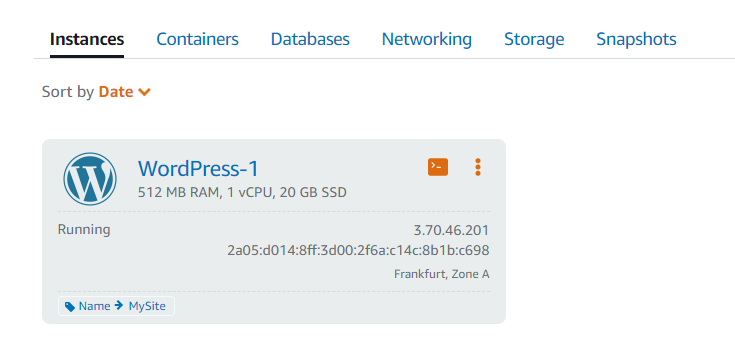 Instances Containers Databases Networking Storage Snapshots
Sort by Date
WordPress-1
512 MB RAM, 1 vCPU, 20 GB SSD
Running 3.70.46.201
2a05:d014:8ff:3d00:2f6a:c14c:8b1b:c698
Frankfurt, Zone A
Name → MySite